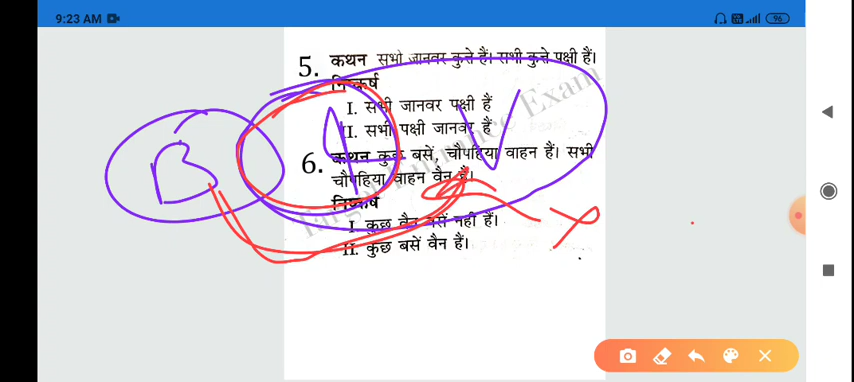 9:23 AM
%
5. कथन सभी जानवर कुत्ते हैं। सभी कुत्ते पक्षी हैं।
निष्कर्ष
I. सभी जानवर पक्षी हैं
II. सभी पक्षी जानवर हैं
6. कथन कुछ बसें, चौपहिया वाहन हैं। सभी
चौपहिया वाहन वैन हैं।
निष्कर्ष
I. कुछ वैन बसें नहीं हैं।
II. कुछ बसें वैन हैं।
B 4 V